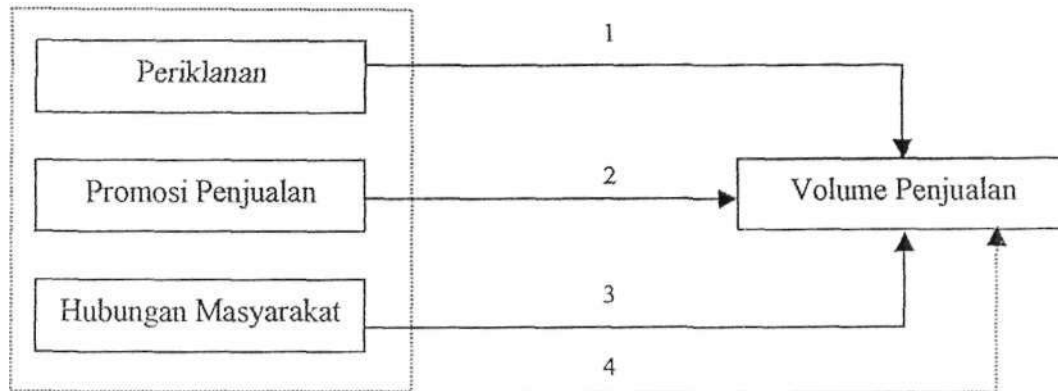 1
Periklanan
Promosi Penjualan
2
Volume Penjualan
Hubungan Masyarakat
3
4